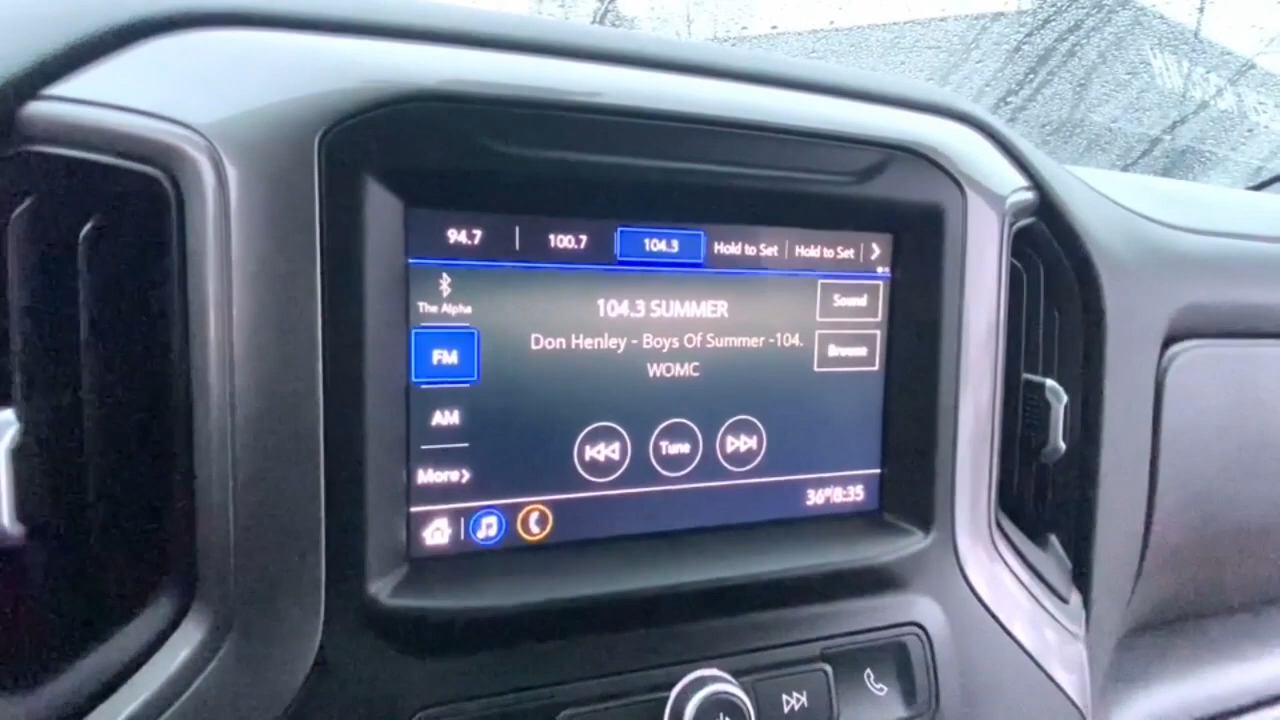 94.7 | 100.7 104.3 Hold to Set | Hold to Set | >
The Alpha
Sound
104.3 SUMMER
FM
Don Henley - Boys Of Summer -104.
Browse
WOMC
AM
Tune
More >
36° 8:35